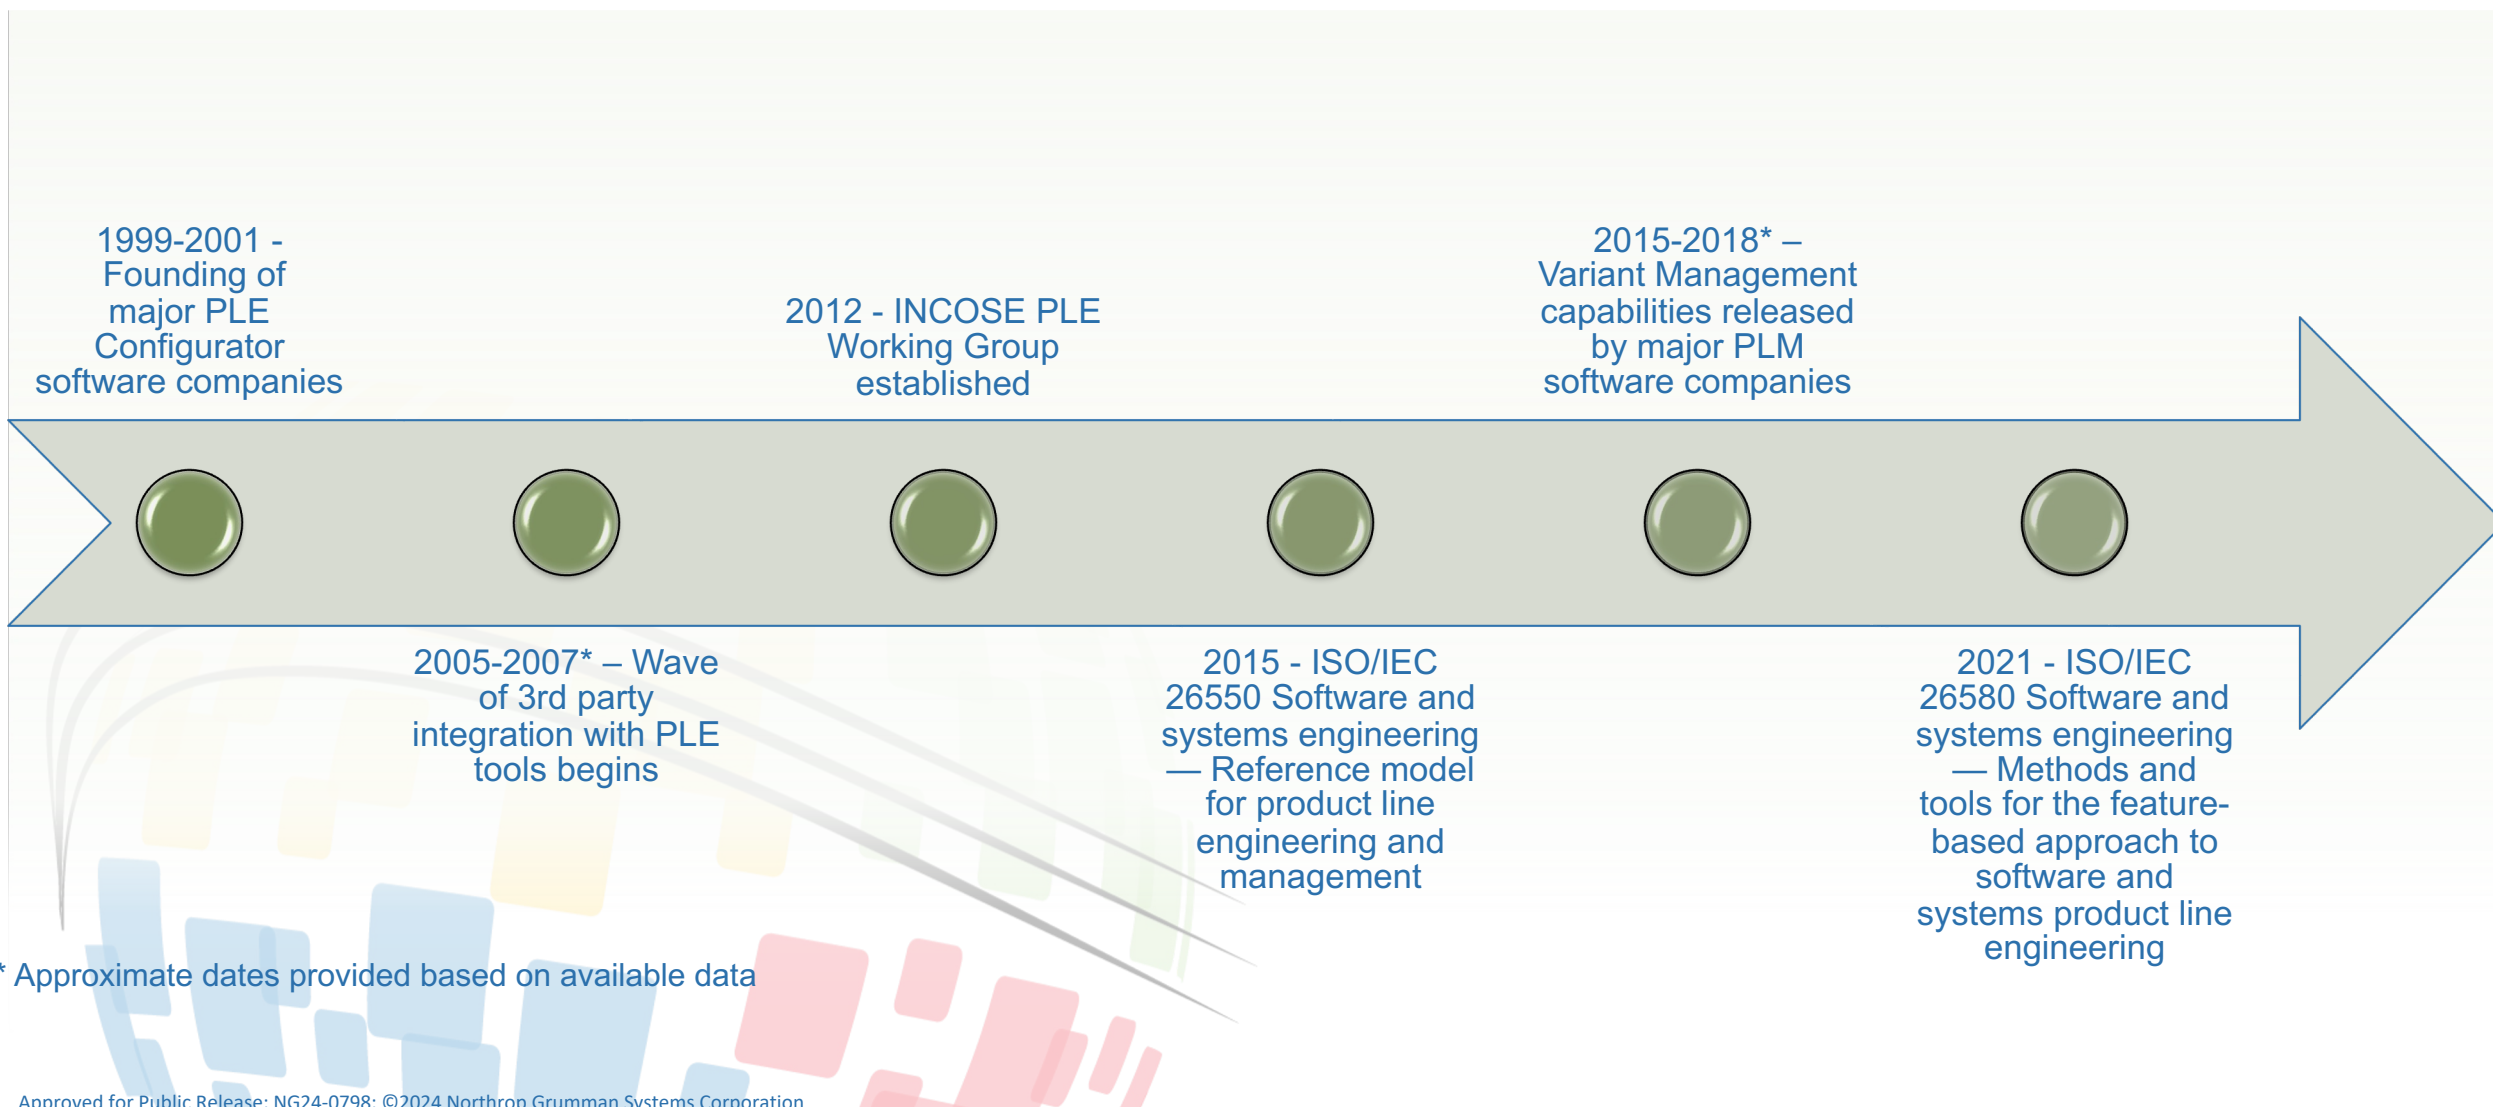 1999-2001 -
Founding of
major PLE
Configurator
software companies
2005-2007* – Wave
of 3rd party
integration with PLE
tools begins
2012 - INCOSE PLE
Working Group
established
2015 - ISO/IEC
26550 Software and
systems engineering
— Reference model
for product line
engineering and
management
2015-2018* –
Variant Management
capabilities released
by major PLM
software companies
2021 - ISO/IEC
26580 Software and
systems engineering
— Methods and
tools for the feature-
based approach to
software and
systems product line
engineering
* Approximate dates provided based on available data
Approved for Public Release: NG24-0798: ©2024 Northrop Grumman Systems Corporation